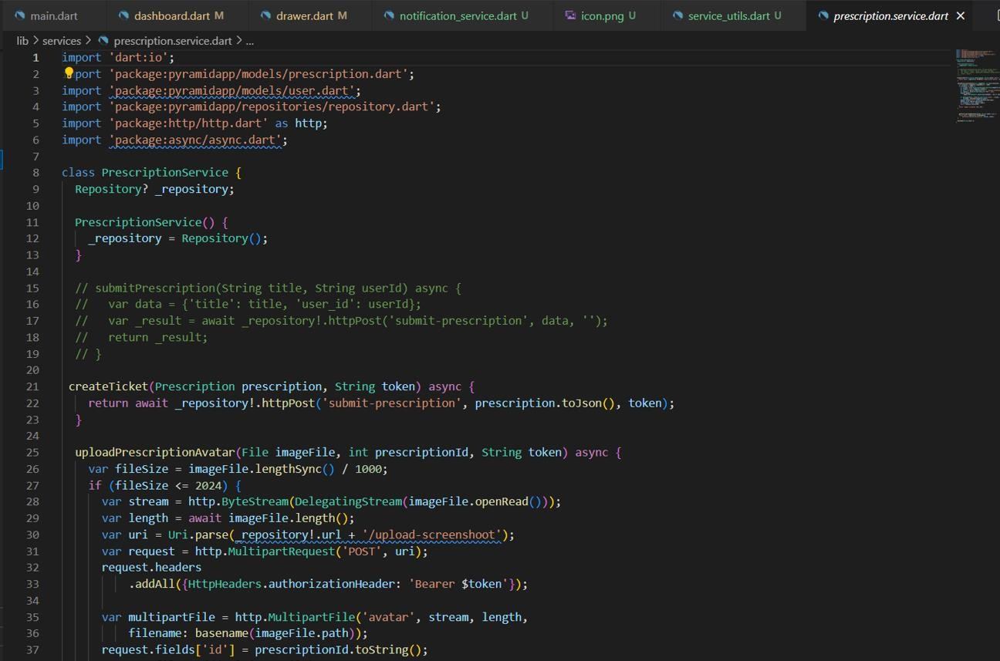 main.dart dashboard.dart M drawer.dart M notification_service.dart U icon.png U service_utils.dart U prescription.service.dart ×
lib > services > prescription.service.dart > ...
1 import 'dart:io';
2 import 'package:pyramidapp/models/prescription.dart';
3 import 'package:pyramidapp/models/user.dart';
4 import 'package:pyramidapp/repositories/repository.dart';
5 import 'package:http/http.dart' as http;
6 import 'package:async/async.dart';
7
8 class PrescriptionService {
9 Repository? _repository;
10
11 PrescriptionService() {
12 _repository = Repository();
13 }
14
15 // submitPrescription(String title, String userId) async {
16 //   var data = {'title': title, 'user_id': userId};
17 //   var _result = await _repository!.httpPost('submit-prescription', data, '');
18 //   return _result;
19 // }
20
21 createTicket(Prescription prescription, String token) async {
22 return await _repository!.httpPost('submit-prescription', prescription.toJson(), token);
23 }
24
25 uploadPrescriptionAvatar(File imageFile, int prescriptionId, String token) async {
26 var fileSize = imageFile.lengthSync() / 1000;
27 if (fileSize <= 2024) {
28 var stream = http.ByteStream(DelegatingStream(imageFile.openRead()));
29 var length = await imageFile.length();
30 var uri = Uri.parse(_repository!.url + '/upload-screenshoot');
31 var request = http.MultipartRequest('POST', uri);
32 request.headers
33 .addAll({HttpHeaders.authorizationHeader: 'Bearer $token'});
34
35 var multipartFile = http.MultipartFile('avatar', stream, length,
36 filename: basename(imageFile.path));
37 request.fields['id'] = prescriptionId.toString();